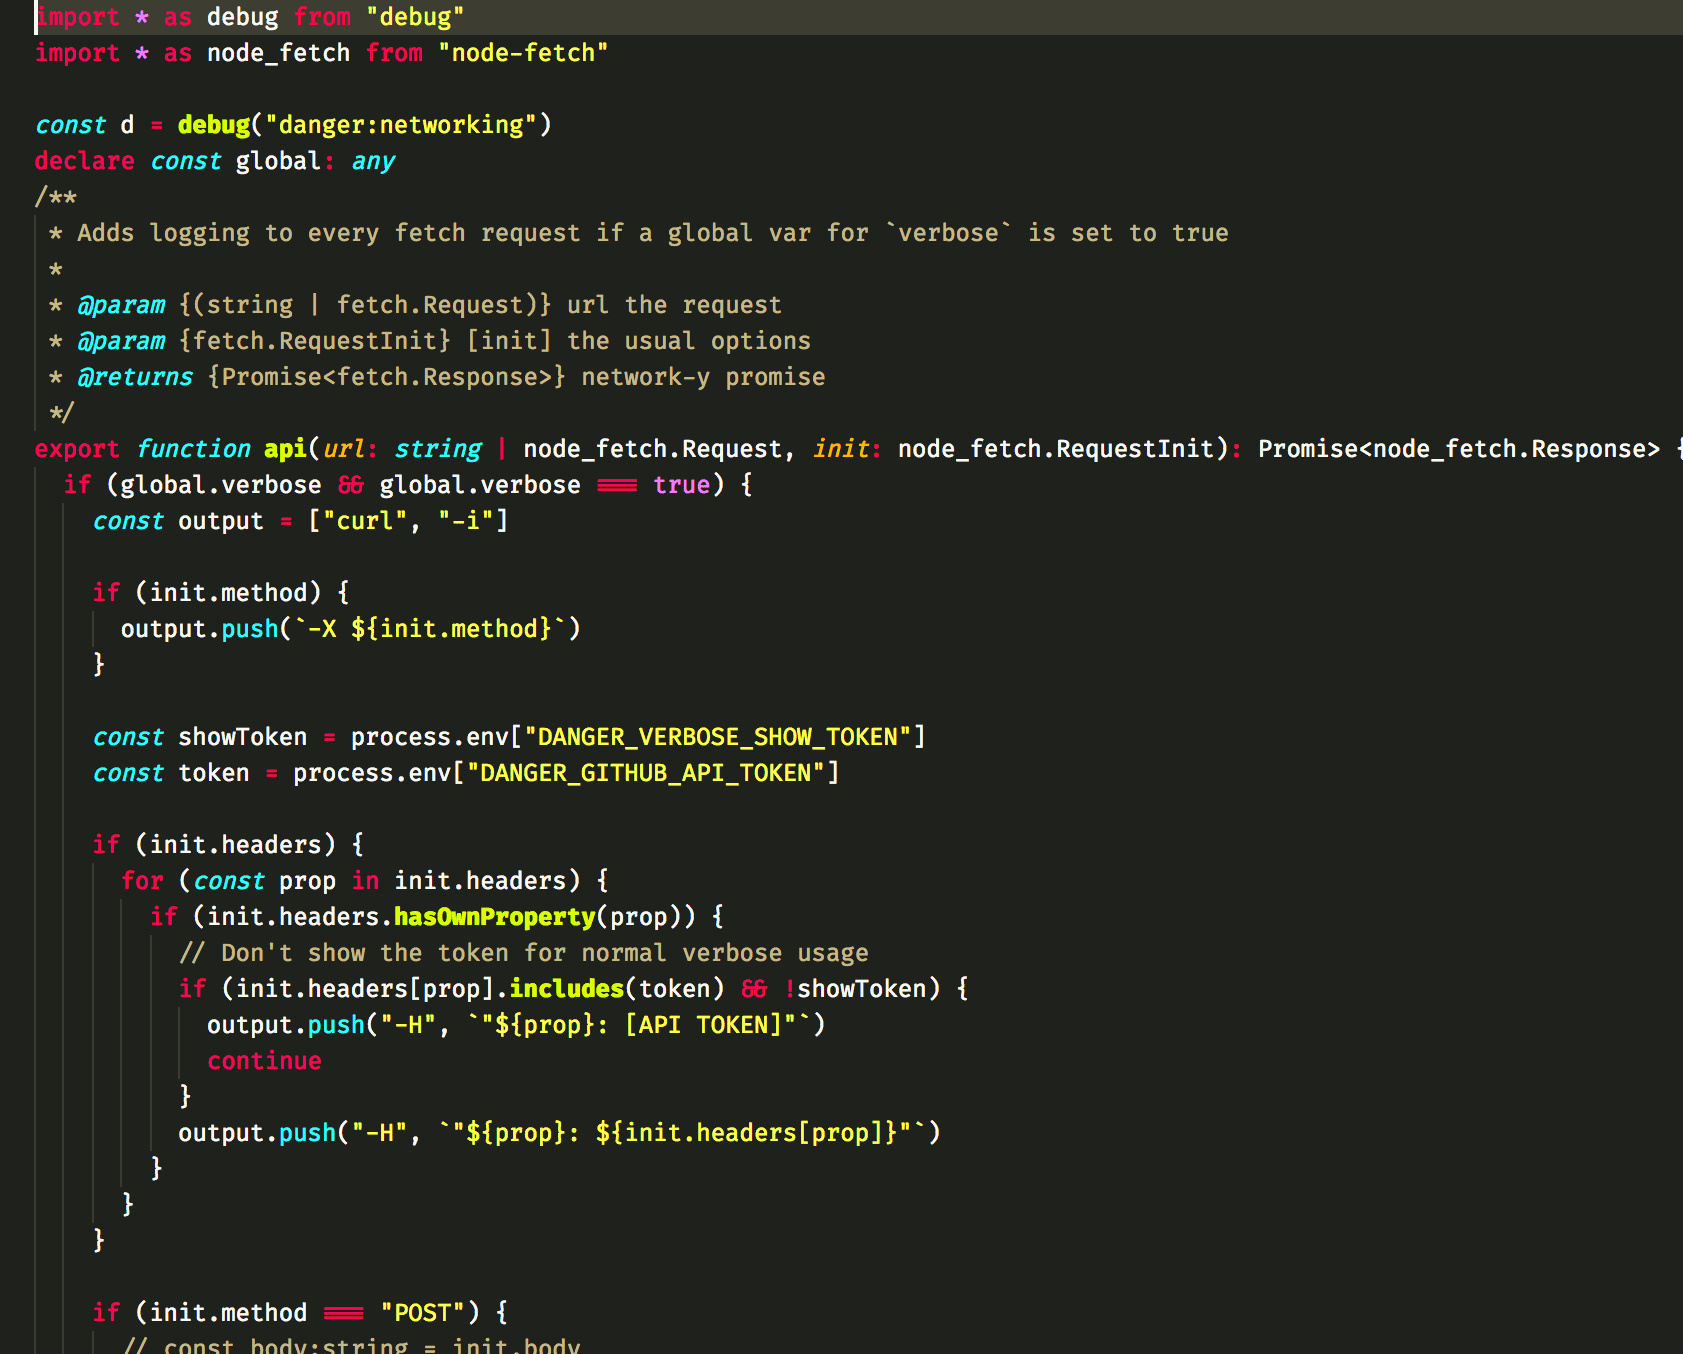 import * as debug from "debug"
import * as node_fetch from "node-fetch"

const d = debug("danger:networking")
declare const global: any
/**
 * Adds logging to every fetch request if a global var for `verbose` is set to true
 *
 * @param {(string | fetch.Request)} url the request
 * @param {fetch.RequestInit} [init] the usual options
 * @returns {Promise<fetch.Response>} network-y promise
 */
export function api(url: string | node_fetch.Request, init: node_fetch.RequestInit): Promise<node_fetch.Response> {
  if (global.verbose && global.verbose === true) {
    const output = ["curl", "-i"]

    if (init.method) {
      output.push(`-X ${init.method}`)
    }

    const showToken = process.env["DANGER_VERBOSE_SHOW_TOKEN"]
    const token = process.env["DANGER_GITHUB_API_TOKEN"]

    if (init.headers) {
      for (const prop in init.headers) {
        if (init.headers.hasOwnProperty(prop)) {
          // Don't show the token for normal verbose usage
          if (init.headers[prop].includes(token) && !showToken) {
            output.push("-H", `"${prop}: [API TOKEN]"`)
            continue
          }
          output.push("-H", `"${prop}: ${init.headers[prop]}"`)
        }
      }
    }

    if (init.method === "POST") {
      // const body:string = init.body